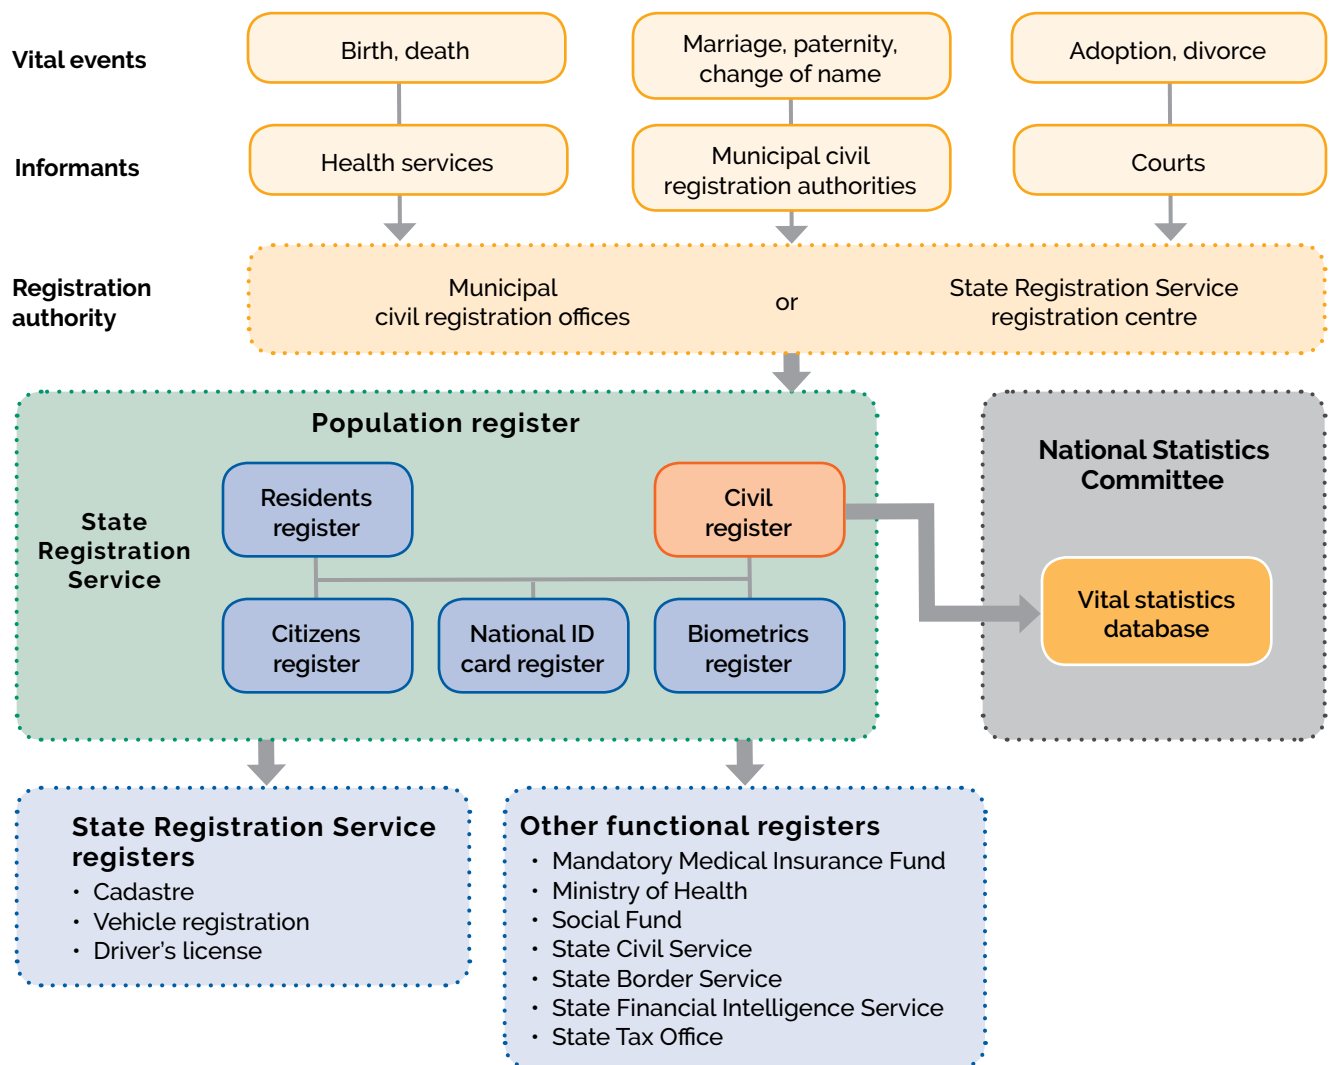 Vital events
Birth, death
Marriage, paternity,
change of name
Adoption, divorce
Informants
Health services
Municipal civil
registration authorities
Courts
Registration
authority
Municipal
civil registration offices
or
State Registration Service
registration centre
Population register
State
Registration
Service
Residents
register
Civil
register
Citizens
register
National ID
card register
Biometrics
register
National Statistics
Committee
Vital statistics
database
State Registration Service
registers
• Cadastre
• Vehicle registration
• Driver’s license
Other functional registers
• Mandatory Medical Insurance Fund
• Ministry of Health
• Social Fund
• State Civil Service
• State Border Service
• State Financial Intelligence Service
• State Tax Office